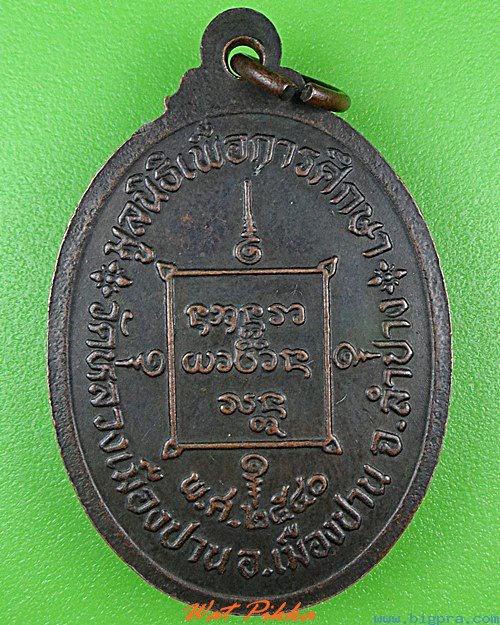 มูลนิธิเพื่อการศึกษา
พ.ศ.๒๕๔๐
วัดหลวงเมืองปาน อ.เมืองปาน จ.ลำปาง
Wat Pikka
www.bigpra.com